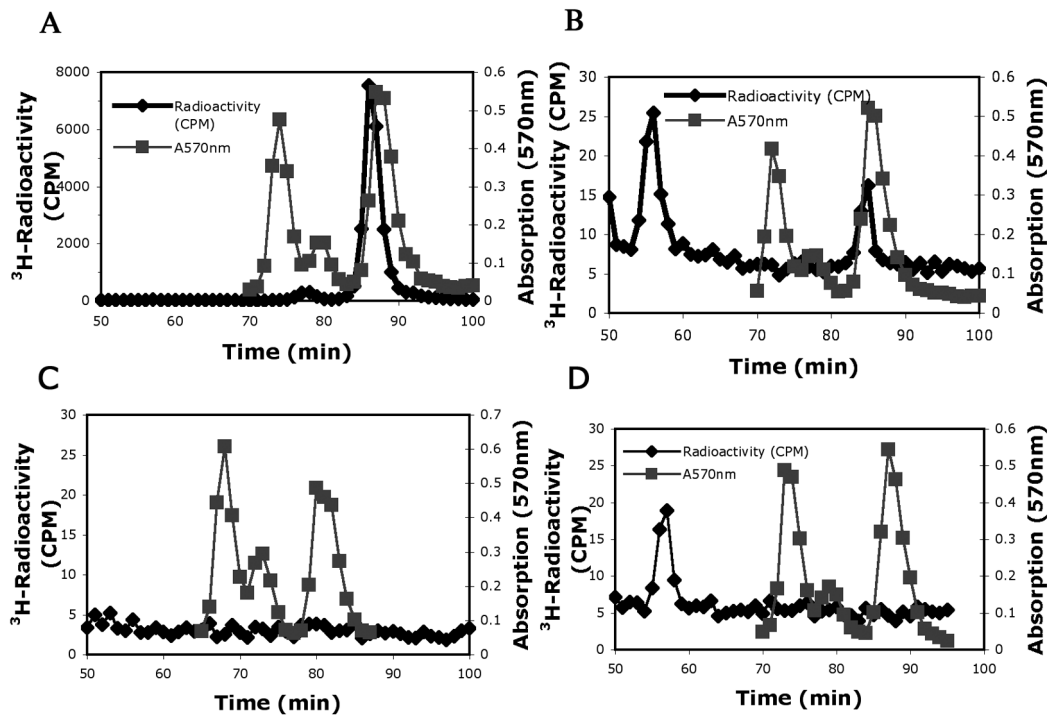 A
8000
6000
4000
2000
0
³H-Radioactivity
(CPM)
Radioactivity
(CPM)
A570nm
0.6
0.5
0.4
0.3
0.2
0.1
0
Absorption (570nm)
50 60 70 80 90 100
Time (min)
B
30
25
20
15
10
5
0
³H-Radioactivity (CPM)
Radioactivity (CPM)
A570nm
0.6
0.5
0.4
0.3
0.2
0.1
0
Absorption (570nm)
50 60 70 80 90 100
Time (min)
C
30
25
20
15
10
5
0
³H-Radioactivity
(CPM)
0.7
0.6
0.5
0.4
0.3
0.2
0.1
0
Absorption (570nm)
50 60 70 80 90 100
Time (min)
D
30
25
20
15
10
5
0
³H-Radioactivity
(CPM)
Radioactivity (CPM)
A570nm
0.6
0.5
0.4
0.3
0.2
0.1
0
Absorption (570nm)
50 60 70 80 90 100
Time (min)